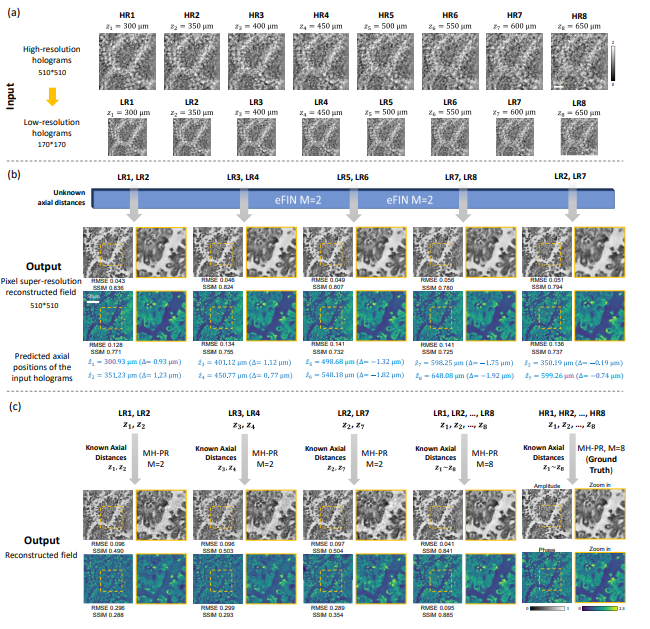 (a)
HR1 HR2 HR3 HR4 HR5 HR6 HR7 HR8
z1 = 300 μm z2 = 350 μm z3 = 400 μm z4 = 450 μm z5 = 500 μm z6 = 550 μm z7 = 600 μm z8 = 650 μm
High-resolution
holograms
510*510
Input
LR1 LR2 LR3 LR4 LR5 LR6 LR7 LR8
z1 = 300 μm z2 = 350 μm z3 = 400 μm z4 = 450 μm z5 = 500 μm z6 = 550 μm z7 = 600 μm z8 = 650 μm
Low-resolution
holograms
170*170
(b)
LR1, LR2 LR3, LR4 LR5, LR6 LR7, LR8 LR2, LR7
Unknown
axial distances
eFIN M=2 eFIN M=2
Output
Pixel super-resolution
reconstructed field
510*510
RMSE 0.043 RMSE 0.046 RMSE 0.049 RMSE 0.056 RMSE 0.051
SSIM 0.836 SSIM 0.824 SSIM 0.807 SSIM 0.780 SSIM 0.794
RMSE 0.128 RMSE 0.134 RMSE 0.141 RMSE 0.141 RMSE 0.136
SSIM 0.771 SSIM 0.755 SSIM 0.732 SSIM 0.725 SSIM 0.737
Predicted axial
positions of the
input holograms
ẑ1 = 300.93 μm (Δ= 0.93 μm) ẑ3 = 401.12 μm (Δ= 1.12 μm) ẑ5 = 498.68 μm (Δ= −1.32 μm) ẑ7 = 598.25 μm (Δ= −1.75 μm) ẑ2 = 350.19 μm (Δ= −0.19 μm)
ẑ2 = 351.23 μm (Δ= 1.23 μm) ẑ4 = 450.77 μm (Δ= 0.77 μm) ẑ6 = 548.18 μm (Δ= −1.82 μm) ẑ8 = 648.08 μm (Δ= −1.92 μm) ẑ7 = 599.26 μm (Δ= −0.74 μm)
(c)
LR1, LR2 LR3, LR4 LR2, LR7 LR1, LR2, ..., LR8 HR1, HR2, ..., HR8
z1, z2 z3, z4 z2, z7 z1, z2, ..., z8 z1, z2, ..., z8
Known Axial
Distances
z1, z2
MH-PR
M=2
Known Axial
Distances
z3, z4
MH-PR
M=2
Known Axial
Distances
z2, z7
MH-PR
M=2
Known Axial
Distances
z1~z8
MH-PR
M=8
Known Axial
Distances
z1~z8
MH-PR, M=8
(Ground
Truth)
Amplitude Zoom in
Output
Reconstructed field
RMSE 0.096 RMSE 0.096 RMSE 0.097 RMSE 0.041
SSIM 0.490 SSIM 0.503 SSIM 0.504 SSIM 0.841
Phase Zoom in
RMSE 0.296 RMSE 0.299 RMSE 0.289 RMSE 0.095
SSIM 0.288 SSIM 0.293 SSIM 0.354 SSIM 0.885